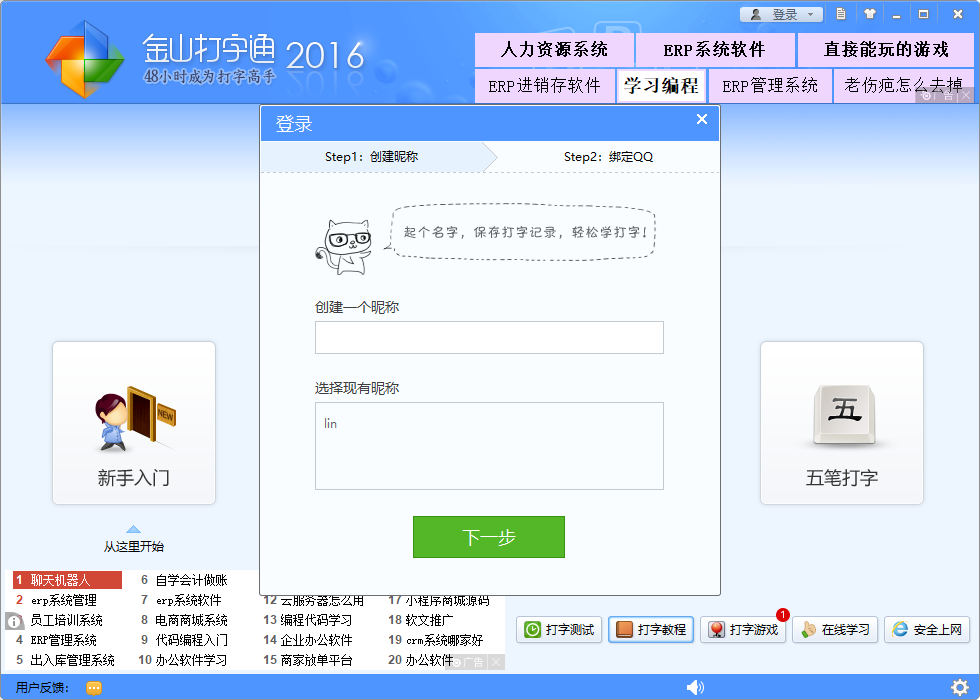 登录
金山打字通 2016
48小时成为打字高手
人力资源系统 ERP系统软件 直接能玩的游戏
ERP进销存软件 学习编程 ERP管理系统 老伤疤怎么去掉
广告
登录
Step1：创建昵称 Step2：绑定QQ
起个名字，保存打字记录，轻松学打字！
创建一个昵称
选择现有昵称
lin
下一步
NEW
新手入门
五
五笔打字
从这里开始
1 聊天机器人 6 自学会计做账
2 erp系统管理 7 erp系统软件 12 云服务器怎么用 17 小程序商城源码
员工培训系统 8 电商商城系统 13 编程代码学习 18 软文推广
4 ERP管理系统 9 代码编程入门 14 企业办公软件 19 crm系统哪家好
5 出入库管理系统 10 办公软件学习 15 商家放单平台 20 办公软件
广告
打字测试 打字教程 打字游戏 1 在线学习 安全上网
用户反馈：